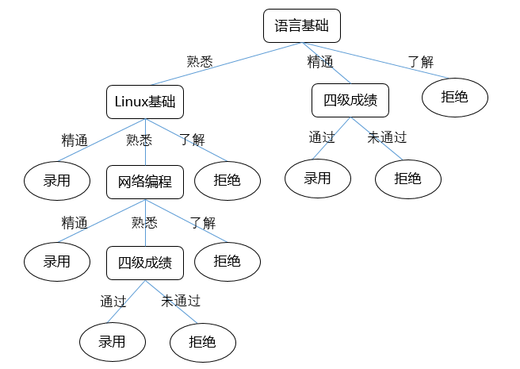 语言基础
熟悉 精通 了解
Linux基础 四级成绩 拒绝
精通 熟悉 了解 通过 未通过
录用 网络编程 拒绝 录用 拒绝
精通 熟悉 了解
录用 四级成绩 拒绝
通过 未通过
录用 拒绝